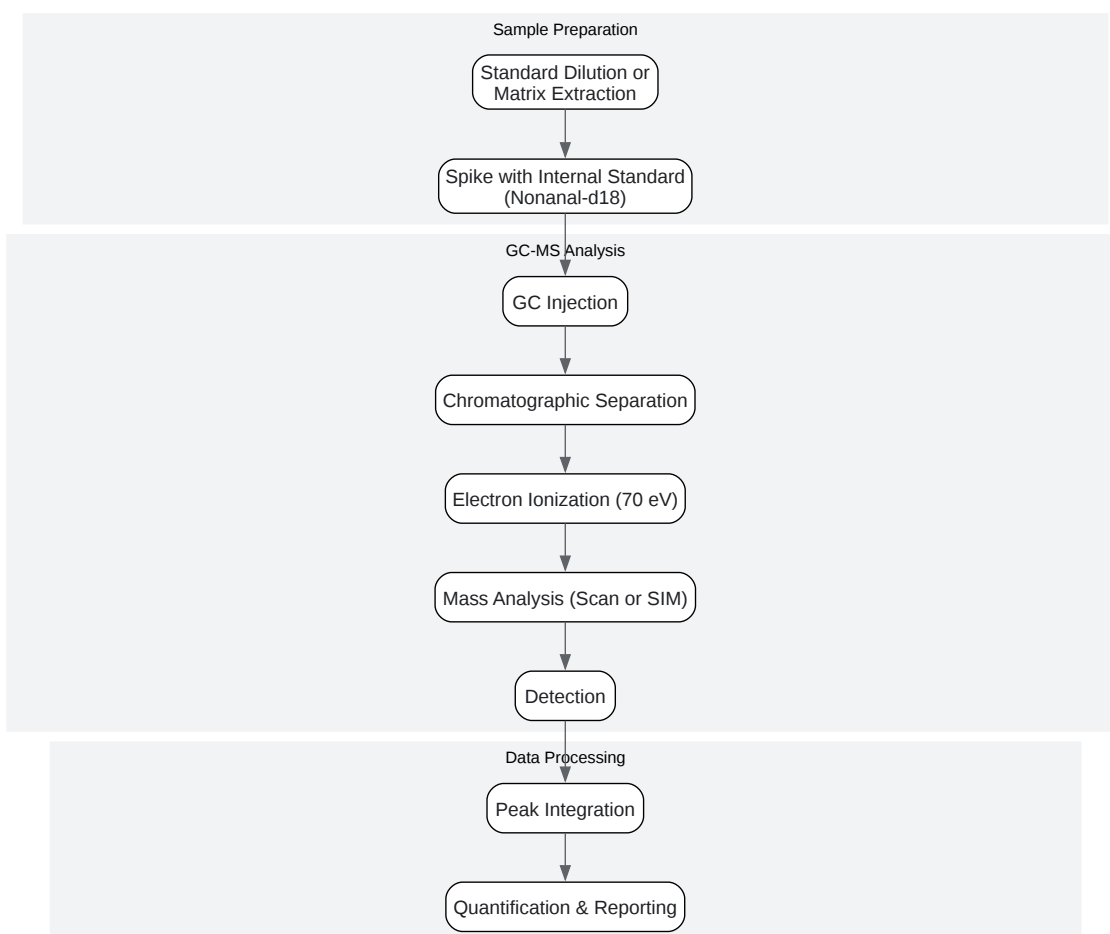 Sample Preparation
Standard Dilution or
Matrix Extraction
Spike with Internal Standard
(Nonanal-d18)
GC-MS Analysis
GC Injection
Chromatographic Separation
Electron Ionization (70 eV)
Mass Analysis (Scan or SIM)
Detection
Data Processing
Peak Integration
Quantification & Reporting